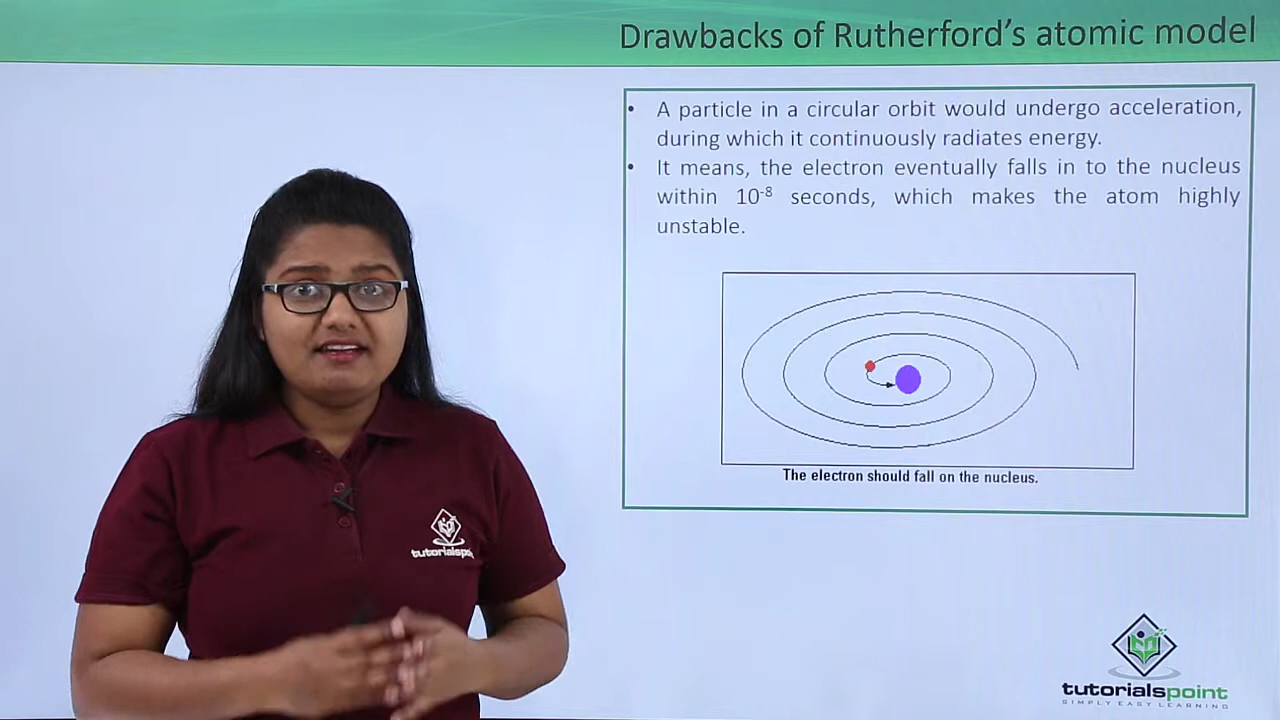 Drawbacks of Rutherford's atomic model
• A particle in a circular orbit would undergo acceleration,
during which it continuously radiates energy.
• It means, the electron eventually falls in to the nucleus
within 10⁻⁸ seconds, which makes the atom highly
unstable.
The electron should fall on the nucleus.
tutorialspoint
tutorialspoint
SIMPLY EASY LEARNING